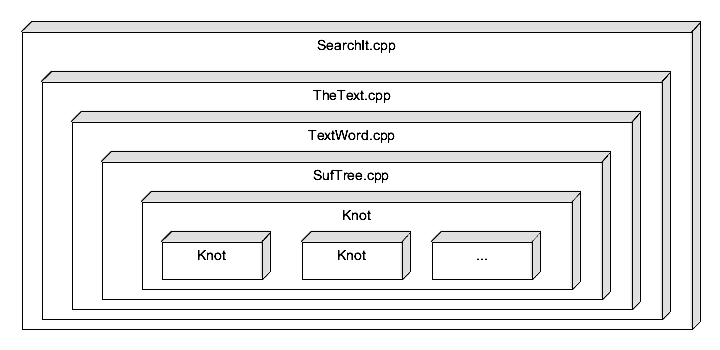 SearchIt.cpp
TheText.cpp
TextWord.cpp
SufTree.cpp
Knot
Knot Knot ...